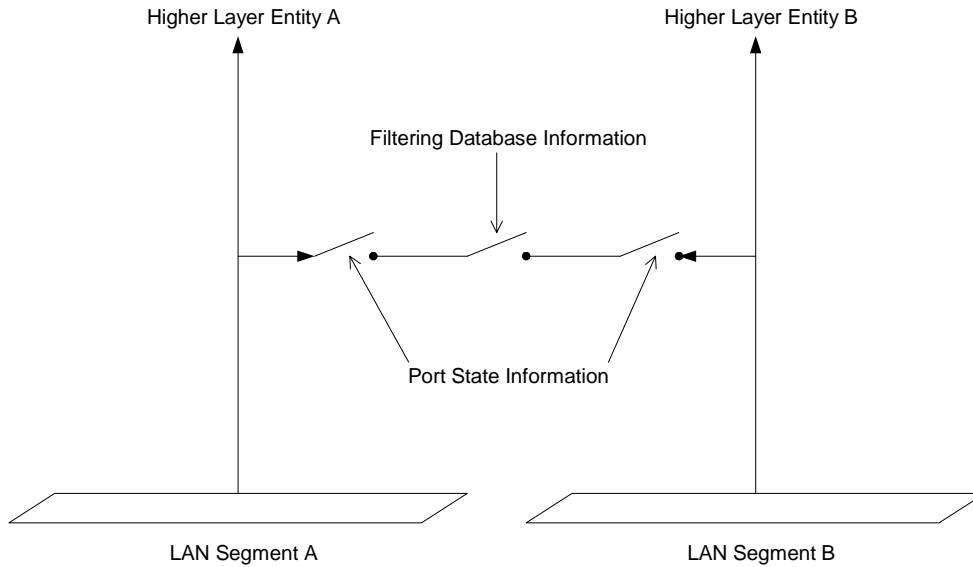 Higher Layer Entity A
Higher Layer Entity B
Filtering Database Information
Port State Information
LAN Segment A
LAN Segment B